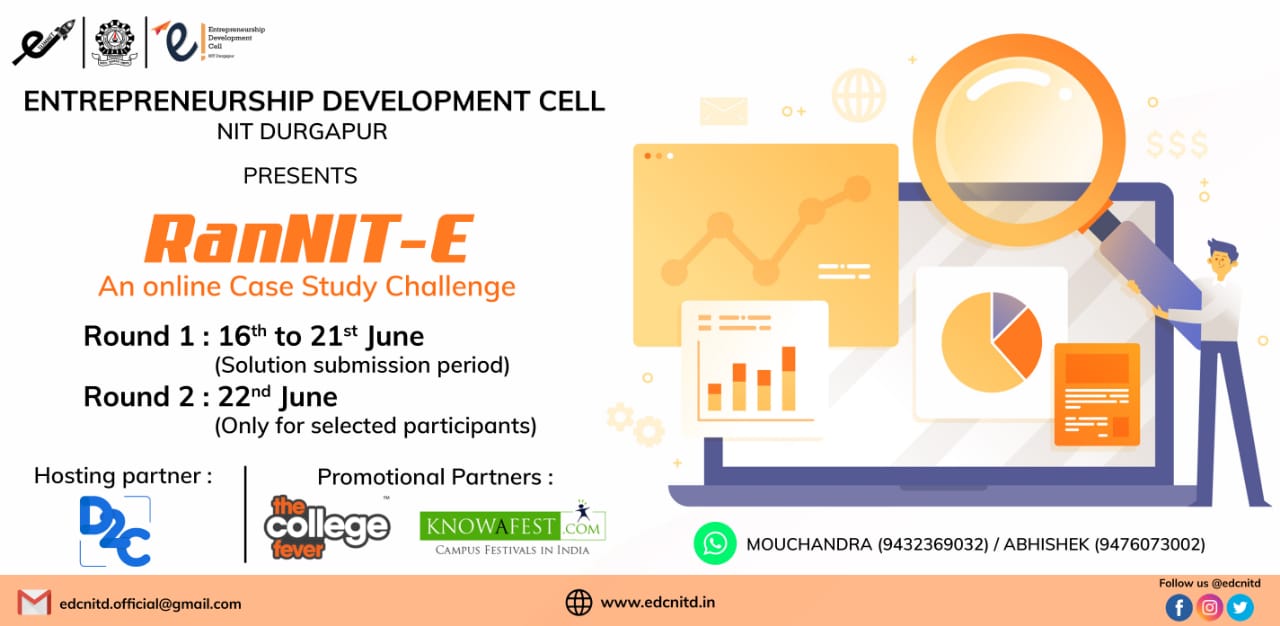 Entrepreneurship
Development
Cell
NIT Durgapur
ENTREPRENEURSHIP DEVELOPMENT CELL
NIT DURGAPUR
PRESENTS
RanNIT-E
An online Case Study Challenge
Round 1 : 16th to 21st June
(Solution submission period)
Round 2 : 22nd June
(Only for selected participants)
Hosting partner :
D2C
Promotional Partners :
the
college
fever
TM
KNOWAFEST.COM
CAMPUS FESTIVALS IN INDIA
$$$
MOUCHANDRA (9432369032) / ABHISHEK (9476073002)
edcnitd.official@gmail.com
www.edcnitd.in
Follow us @edcnitd